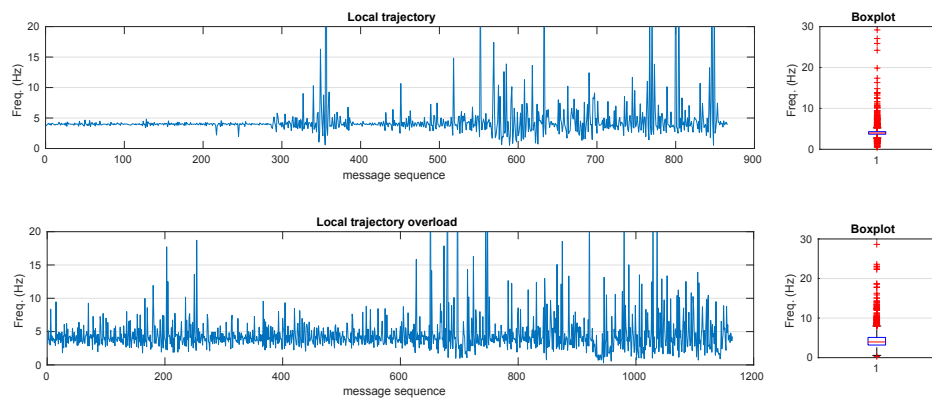 Local trajectory
Freq. (Hz)
20
15
10
5
0
0 100 200 300 400 500 600 700 800 900
message sequence
Boxplot
Freq. (Hz)
30
20
10
0
1
Local trajectory overload
Freq. (Hz)
20
15
10
5
0
0 200 400 600 800 1000 1200
message sequence
Boxplot
Freq. (Hz)
30
20
10
0
1